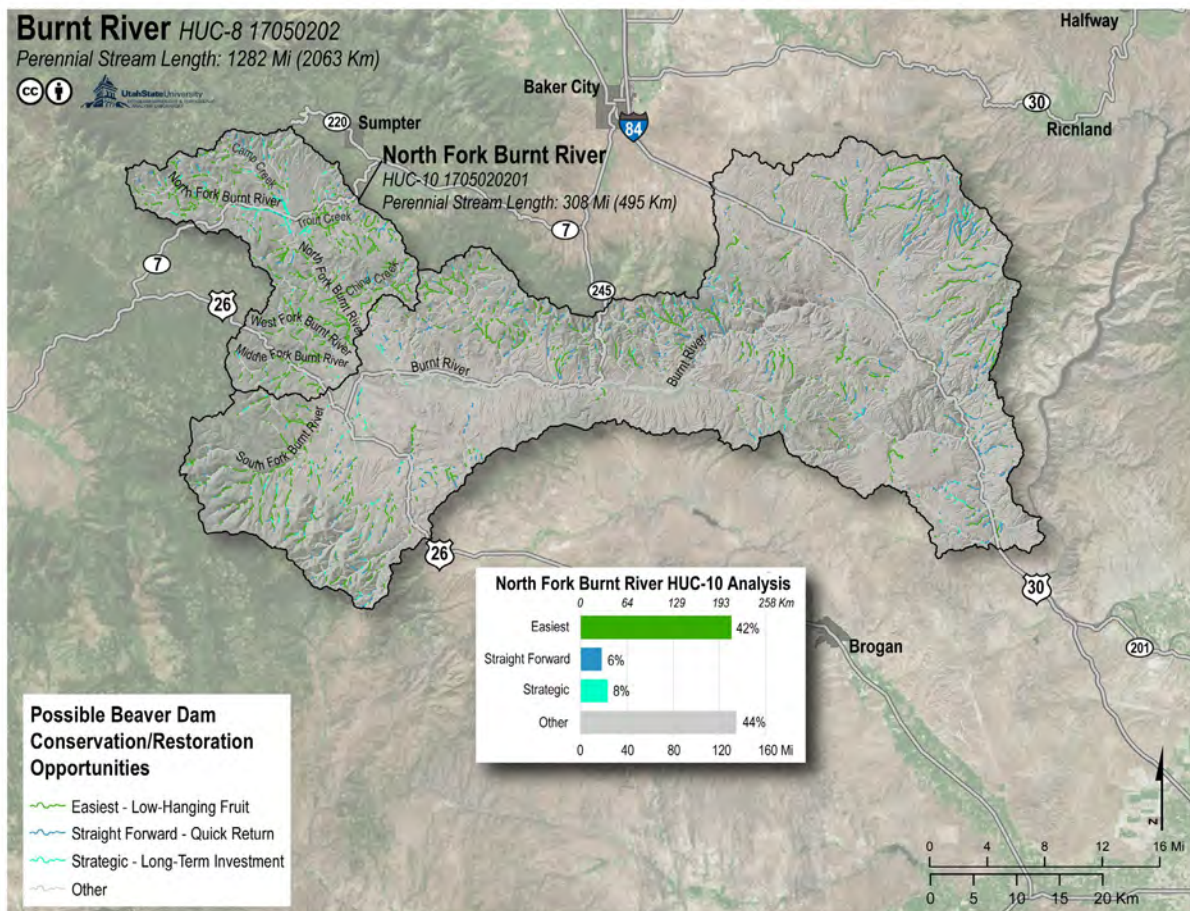 Burnt River HUC-8 17050202
Perennial Stream Length: 1282 Mi (2063 Km)
cc
UtahStateUniversity
Halfway
Baker City
30
Richland
84
220
Sumpter
North Fork Burnt River
HUC-10 1705020201
Perennial Stream Length: 308 Mi (495 Km)
Camp Creek
North Fork Burnt River
Trout Creek
7
7
North Fork Burnt River
China Creek
26
245
West Fork Burnt River
Middle Fork Burnt River
Burnt River
Burnt River
South Fork Burnt River
26
30
201
Brogan
North Fork Burnt River HUC-10 Analysis
0 64 129 193 258 Km
Easiest 42%
Straight Forward 6%
Strategic 8%
Other 44%
0 40 80 120 160 Mi
Possible Beaver Dam
Conservation/Restoration
Opportunities
Easiest - Low-Hanging Fruit
Straight Forward - Quick Return
Strategic - Long-Term Investment
Other
N
0 4 8 12 16 Mi
0 5 10 15 20 Km